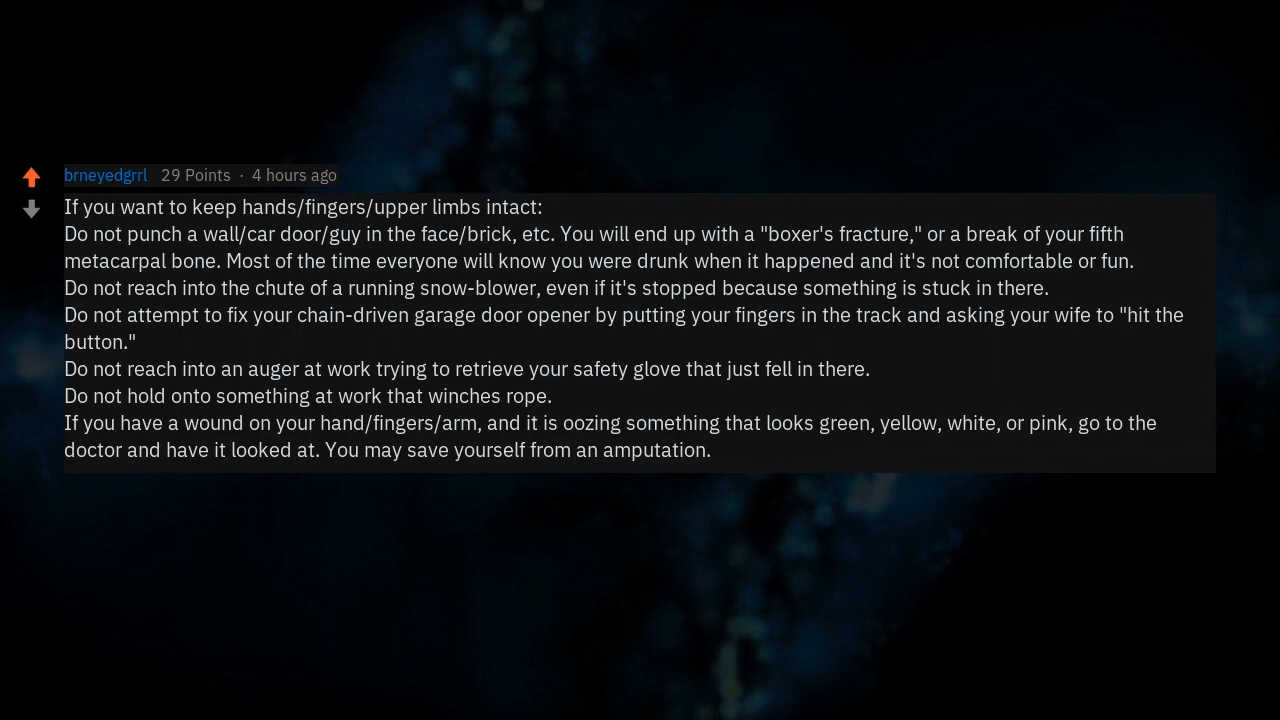 brneyedgrrl 29 Points · 4 hours ago
If you want to keep hands/fingers/upper limbs intact:
Do not punch a wall/car door/guy in the face/brick, etc. You will end up with a "boxer's fracture," or a break of your fifth
metacarpal bone. Most of the time everyone will know you were drunk when it happened and it's not comfortable or fun.
Do not reach into the chute of a running snow-blower, even if it's stopped because something is stuck in there.
Do not attempt to fix your chain-driven garage door opener by putting your fingers in the track and asking your wife to "hit the
button."
Do not reach into an auger at work trying to retrieve your safety glove that just fell in there.
Do not hold onto something at work that winches rope.
If you have a wound on your hand/fingers/arm, and it is oozing something that looks green, yellow, white, or pink, go to the
doctor and have it looked at. You may save yourself from an amputation.